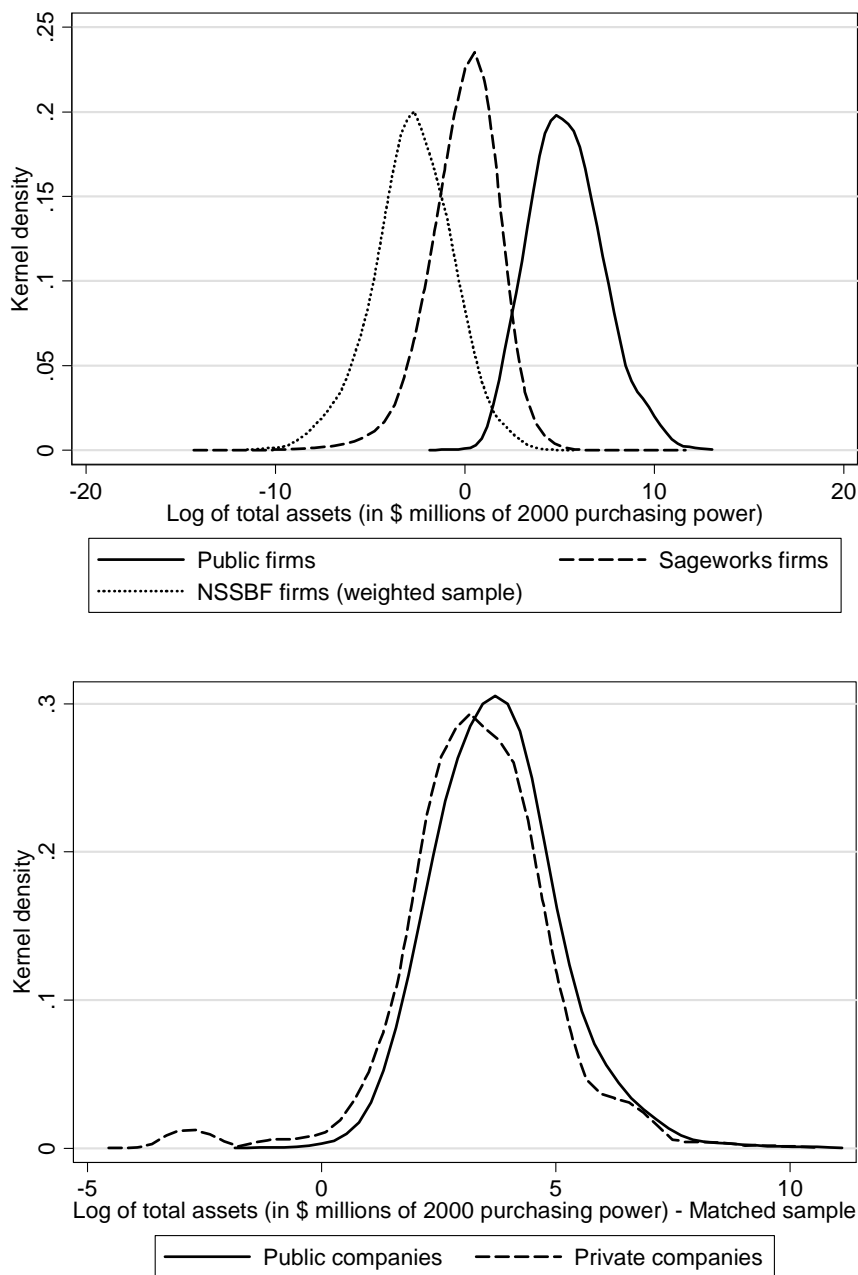 .25
.2
.15
.1
.05
0
Kernel density
-20 -10 0 10 20
Log of total assets (in $ millions of 2000 purchasing power)
Public firms Sageworks firms
NSSBF firms (weighted sample)
.3
.2
.1
0
Kernel density
-5 0 5 10
Log of total assets (in $ millions of 2000 purchasing power) - Matched sample
Public companies Private companies